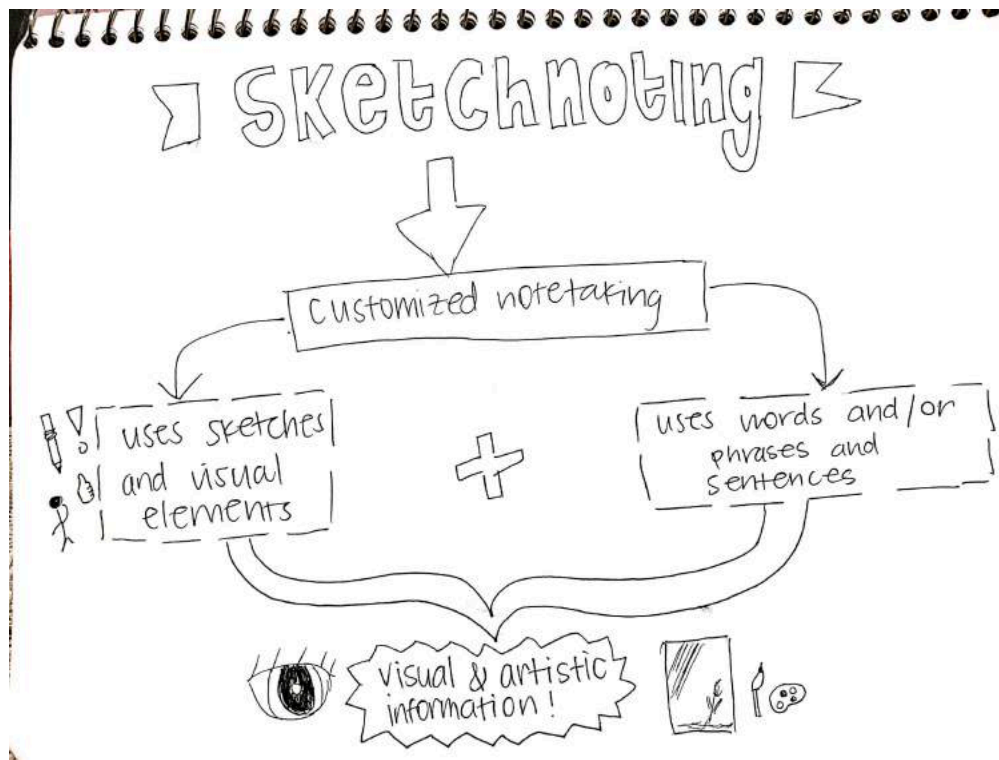 Sketchnoting
customized notetaking
uses sketches
and visual
elements
uses words and/or
phrases and
sentences
visual & artistic
information!